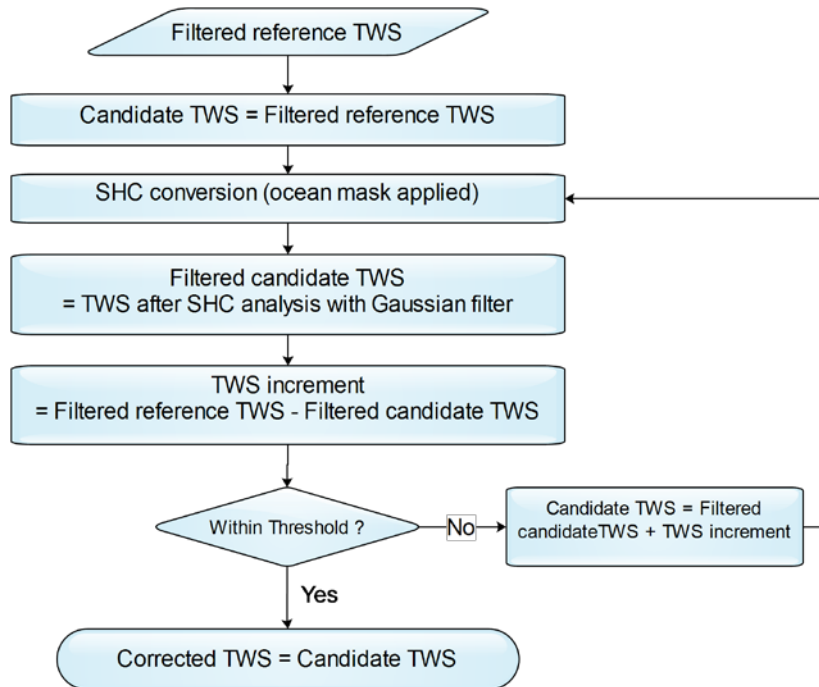 Filtered reference TWS
Candidate TWS = Filtered reference TWS
SHC conversion (ocean mask applied)
Filtered candidate TWS
= TWS after SHC analysis with Gaussian filter
TWS increment
= Filtered reference TWS - Filtered candidate TWS
Within Threshold ?
No
Candidate TWS = Filtered
candidateTWS + TWS increment
Yes
Corrected TWS = Candidate TWS